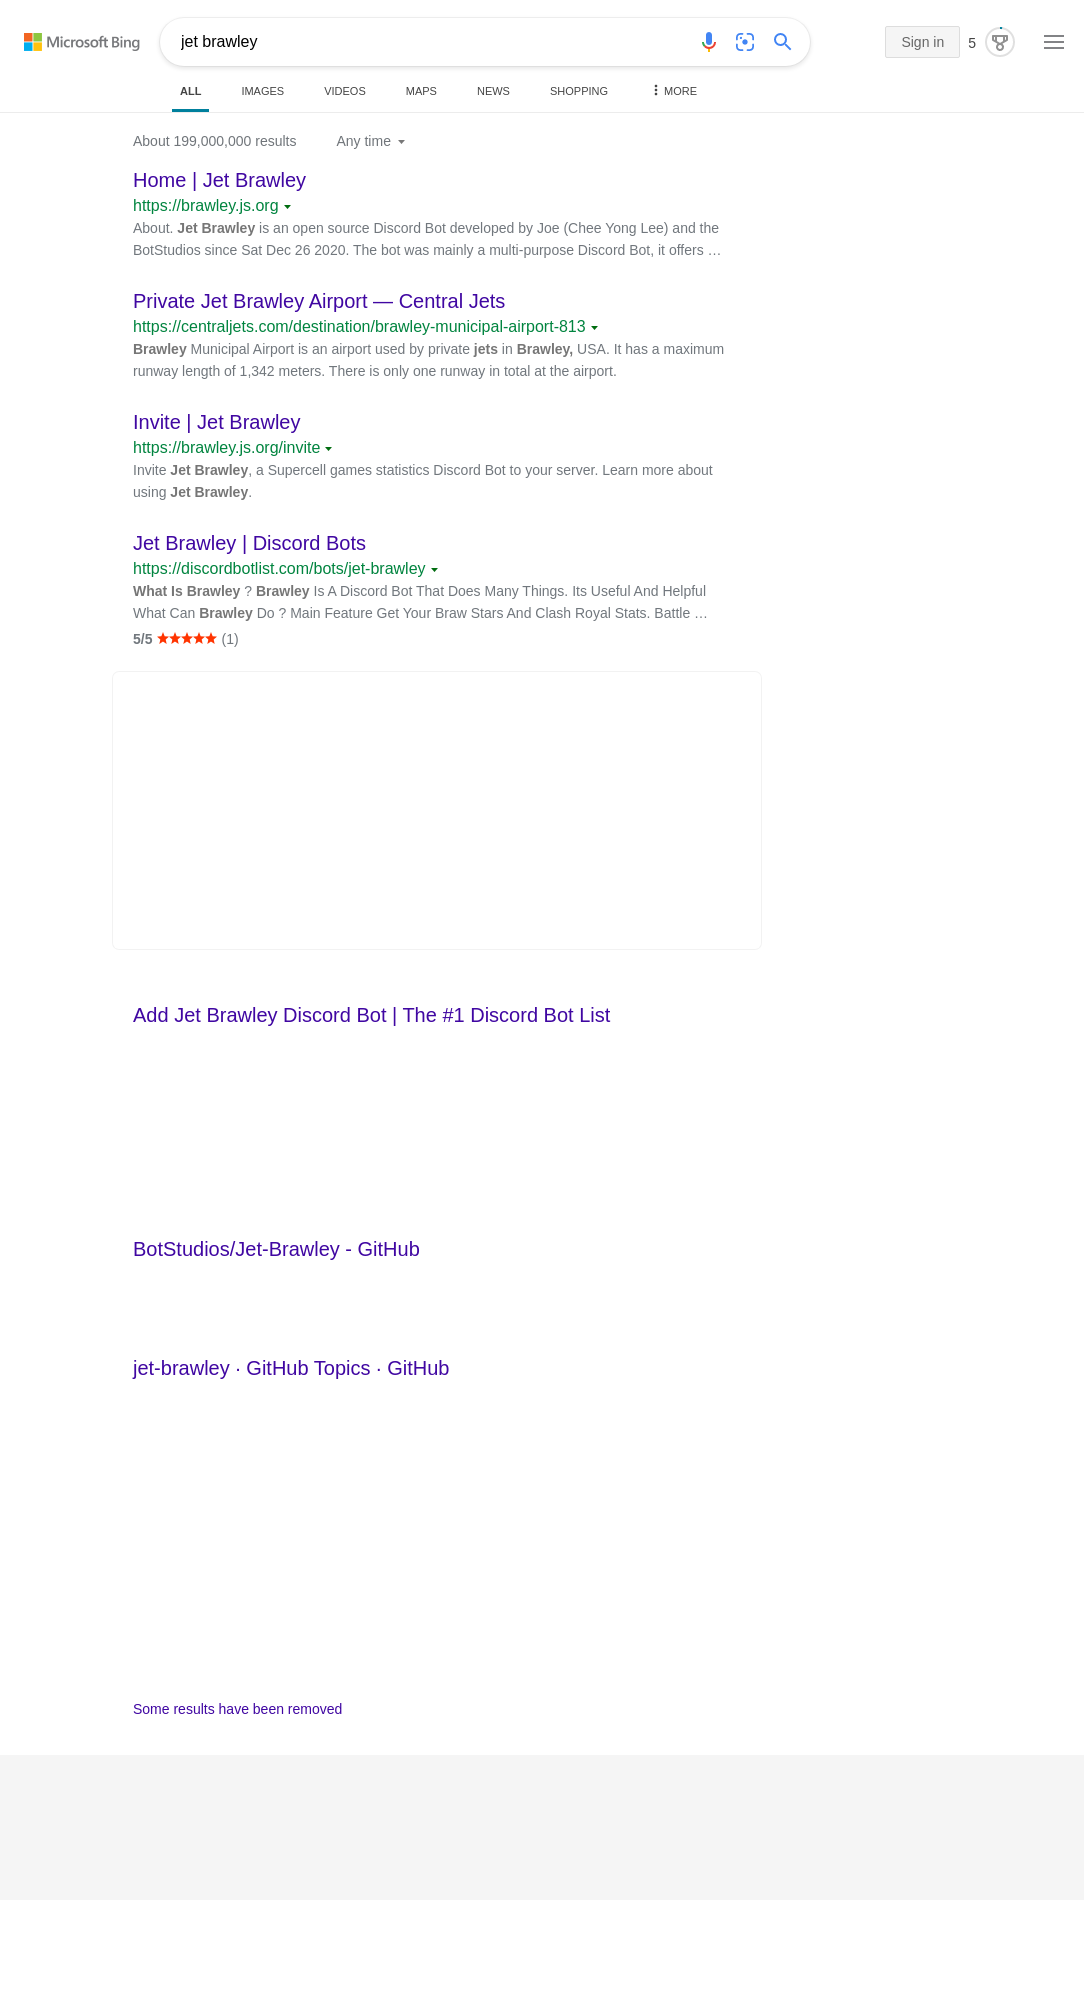 Microsoft Bing
jet brawley
Sign in
5
ALL
IMAGES
VIDEOS
MAPS
NEWS
SHOPPING
MORE
About 199,000,000 results
Any time
Home | Jet Brawley
https://brawley.js.org
About. Jet Brawley is an open source Discord Bot developed by Joe (Chee Yong Lee) and the
BotStudios since Sat Dec 26 2020. The bot was mainly a multi-purpose Discord Bot, it offers …
Private Jet Brawley Airport — Central Jets
https://centraljets.com/destination/brawley-municipal-airport-813
Brawley Municipal Airport is an airport used by private jets in Brawley, USA. It has a maximum
runway length of 1,342 meters. There is only one runway in total at the airport.
Invite | Jet Brawley
https://brawley.js.org/invite
Invite Jet Brawley, a Supercell games statistics Discord Bot to your server. Learn more about
using Jet Brawley.
Jet Brawley | Discord Bots
https://discordbotlist.com/bots/jet-brawley
What Is Brawley ? Brawley Is A Discord Bot That Does Many Things. Its Useful And Helpful
What Can Brawley Do ? Main Feature Get Your Braw Stars And Clash Royal Stats. Battle …
5/5 ★★★★★ (1)
Add Jet Brawley Discord Bot | The #1 Discord Bot List
BotStudios/Jet-Brawley - GitHub
jet-brawley · GitHub Topics · GitHub
Some results have been removed